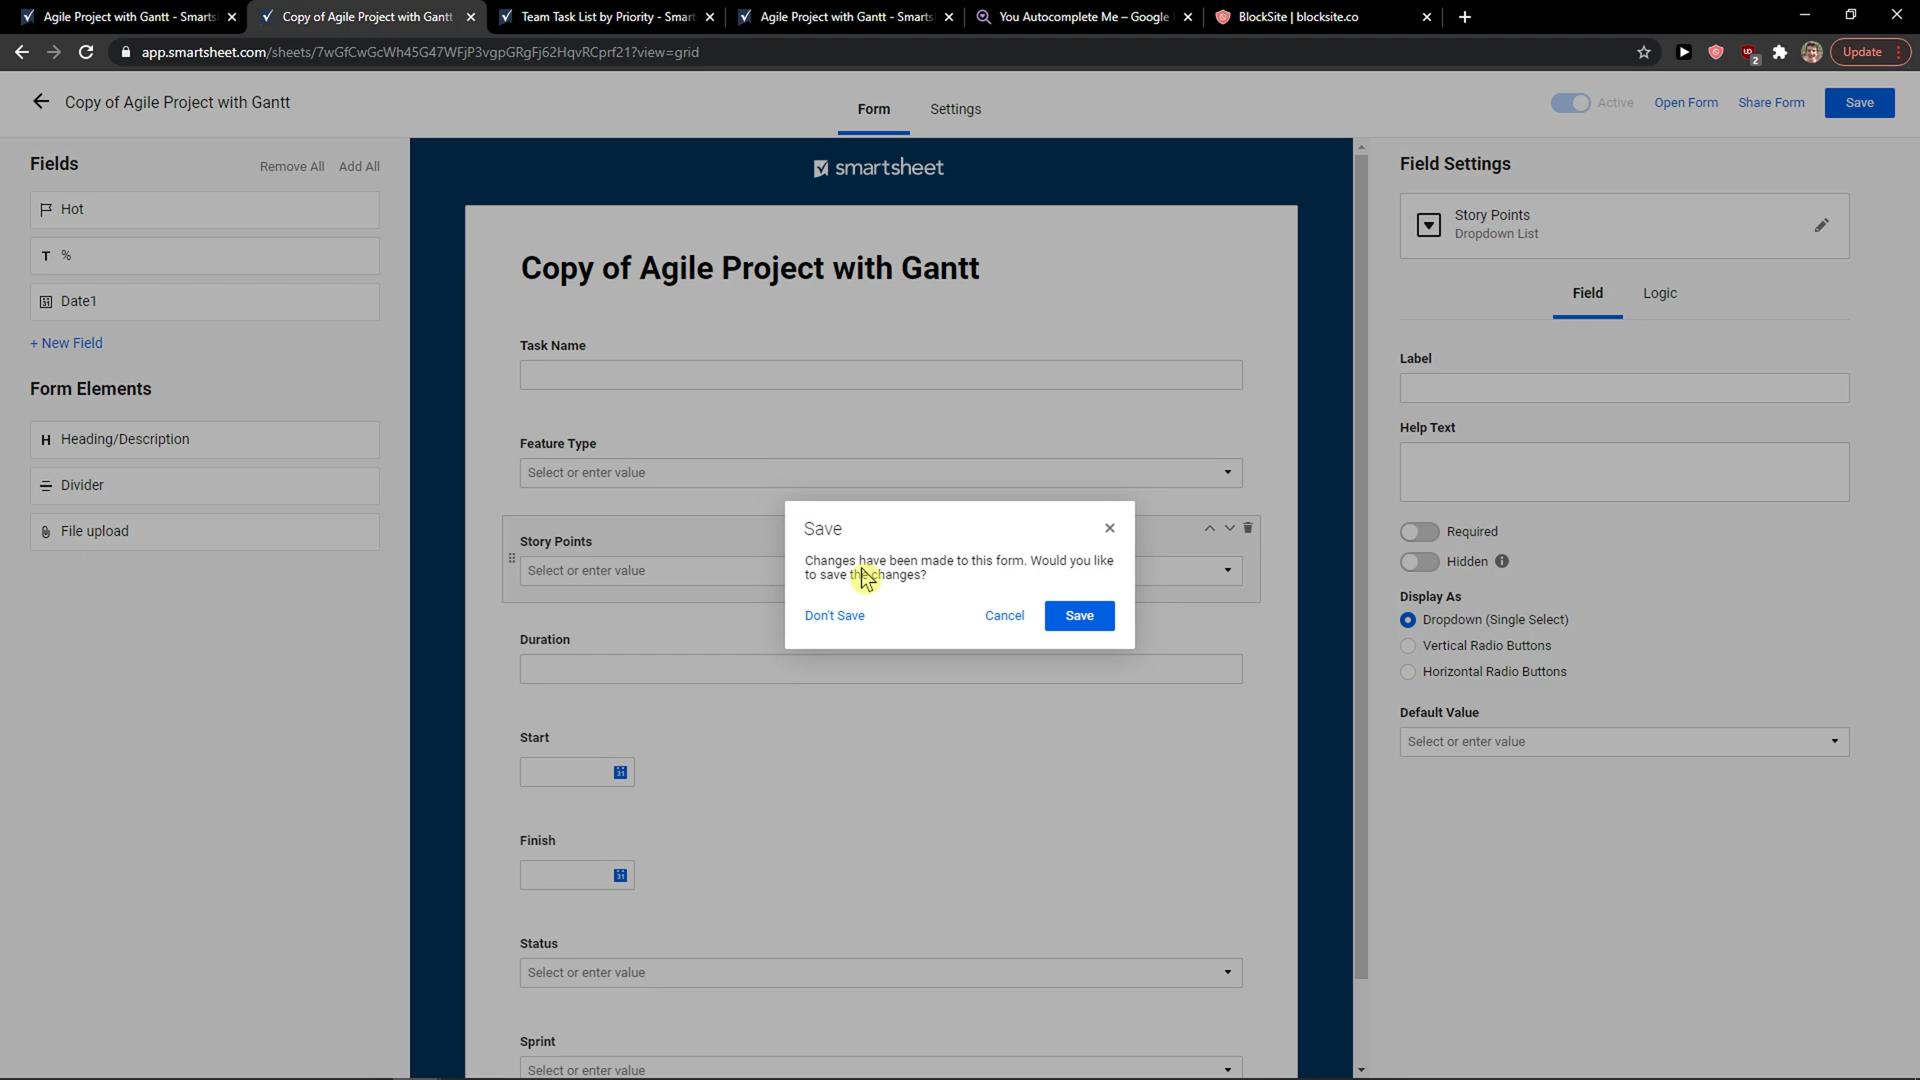 Agile Project with Gantt - Smarts
Copy of Agile Project with Gantt
Team Task List by Priority - Smar
Agile Project with Gantt - Smarts
You Autocomplete Me – Google
BlockSite | blocksite.co
app.smartsheet.com/sheets/7wGfCwGcWh45G47WFjP3vgpGRgFj62HqvRCprf21?view=grid
2
Update
Copy of Agile Project with Gantt
Form
Settings
Active
Open Form
Share Form
Save
Fields
Remove All
Add All
Hot
T %
Date1
+ New Field
Form Elements
H Heading/Description
Divider
File upload
smartsheet
Copy of Agile Project with Gantt
Task Name
Feature Type
Select or enter value
Story Points
Select or enter value
Duration
Start
31
Finish
31
Status
Select or enter value
Sprint
Select or enter value
Save
Changes have been made to this form. Would you like
to save the changes?
Don't Save
Cancel
Save
Field Settings
Story Points
Dropdown List
Field
Logic
Label
Help Text
Required
Hidden
Display As
Dropdown (Single Select)
Vertical Radio Buttons
Horizontal Radio Buttons
Default Value
Select or enter value